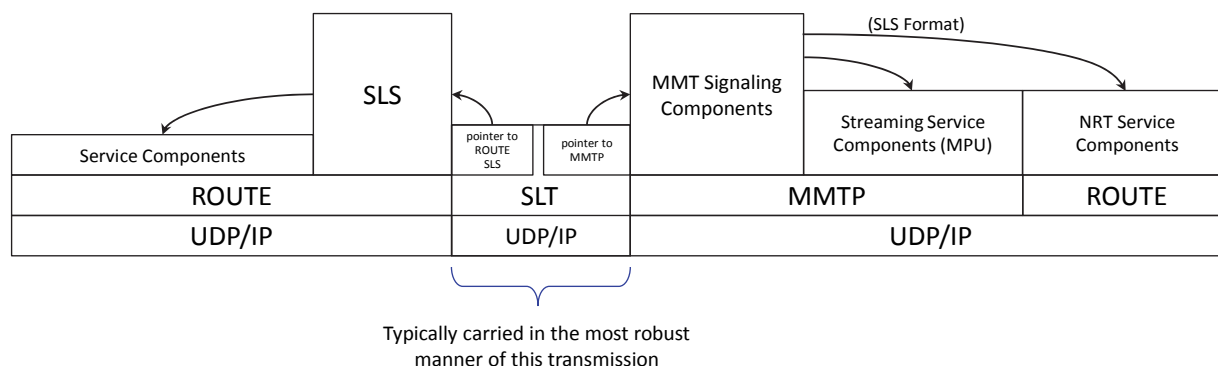 (SLS Format)
SLS
MMT Signaling
Components
Service Components
pointer to
ROUTE
SLS
pointer to
MMTP
Streaming Service
Components (MPU)
NRT Service
Components
ROUTE
SLT
MMTP
ROUTE
UDP/IP
UDP/IP
UDP/IP
Typically carried in the most robust
manner of this transmission